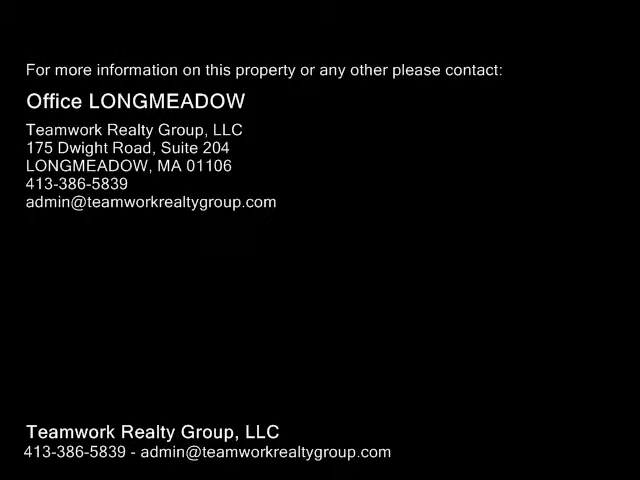 For more information on this property or any other please contact:
Office LONGMEADOW
Teamwork Realty Group, LLC
175 Dwight Road, Suite 204
LONGMEADOW, MA 01106
413-386-5839
admin@teamworkrealtygroup.com
Teamwork Realty Group, LLC
413-386-5839 - admin@teamworkrealtygroup.com